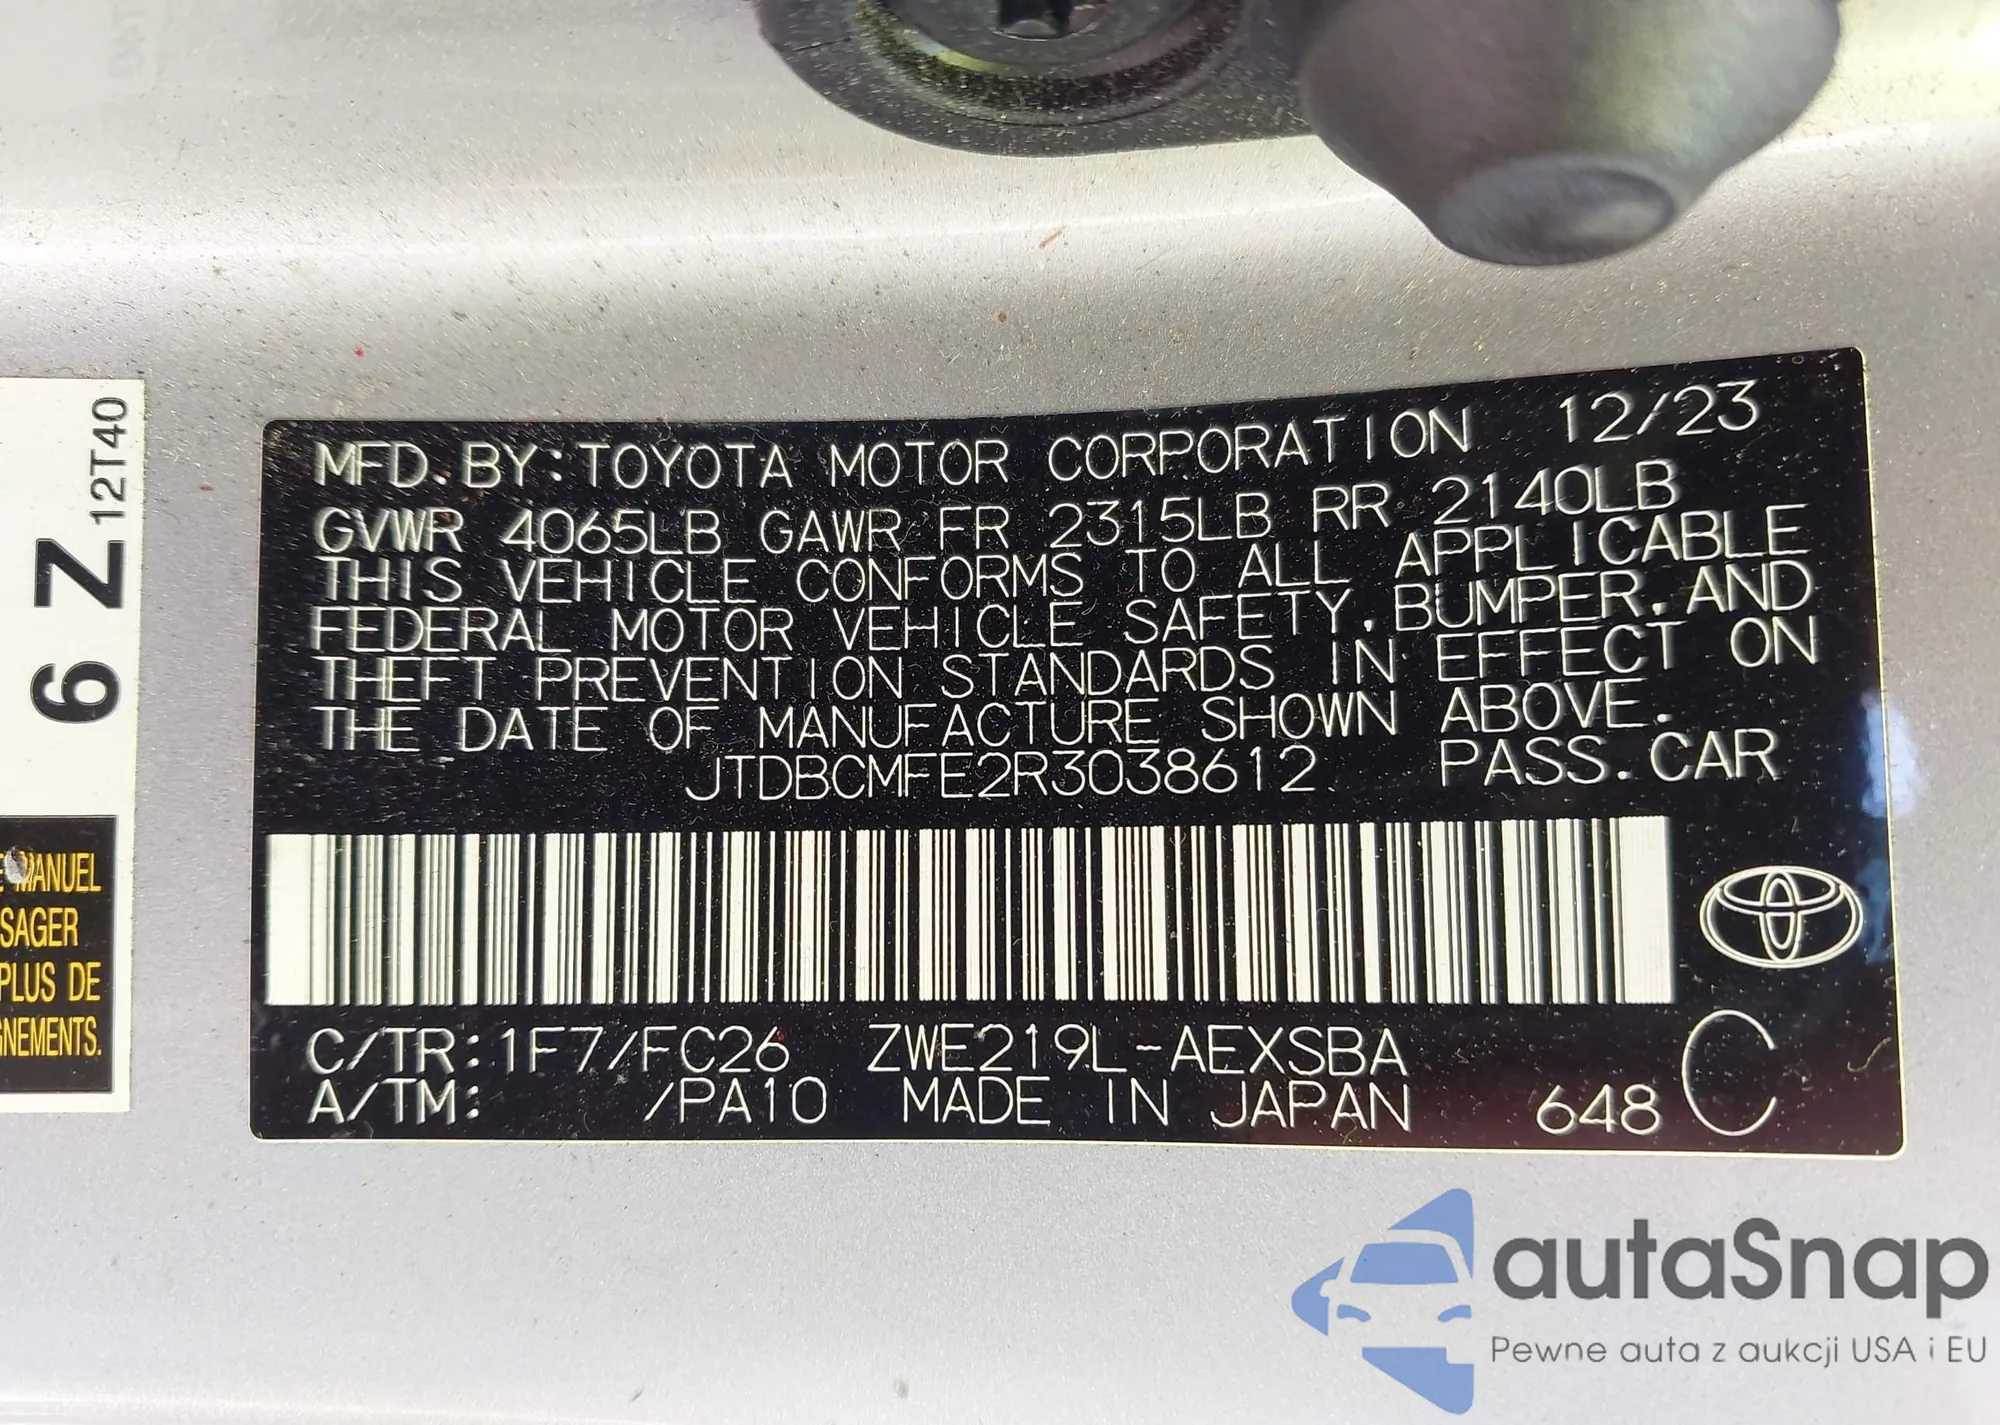 MFD.BY:TOYOTA MOTOR CORPORATION 12/23
GVWR 4065LB GAWR FR 2315LB RR 2140LB
THIS VEHICLE CONFORMS TO ALL APPLICABLE
FEDERAL MOTOR VEHICLE SAFETY,BUMPER,AND
THEFT PREVENTION STANDARDS IN EFFECT ON
THE DATE OF MANUFACTURE SHOWN ABOVE.
JTDBCMFE2R3038612 PASS.CAR
C/TR:1F7/FC26 ZWE219L-AEXSBA
A/TM: /PA10 MADE IN JAPAN 648 C
6 Z 12T40
MANUEL
SAGER
PLUS DE
GNEMENTS.
autaSnap
Pewne auta z aukcji USA i EU